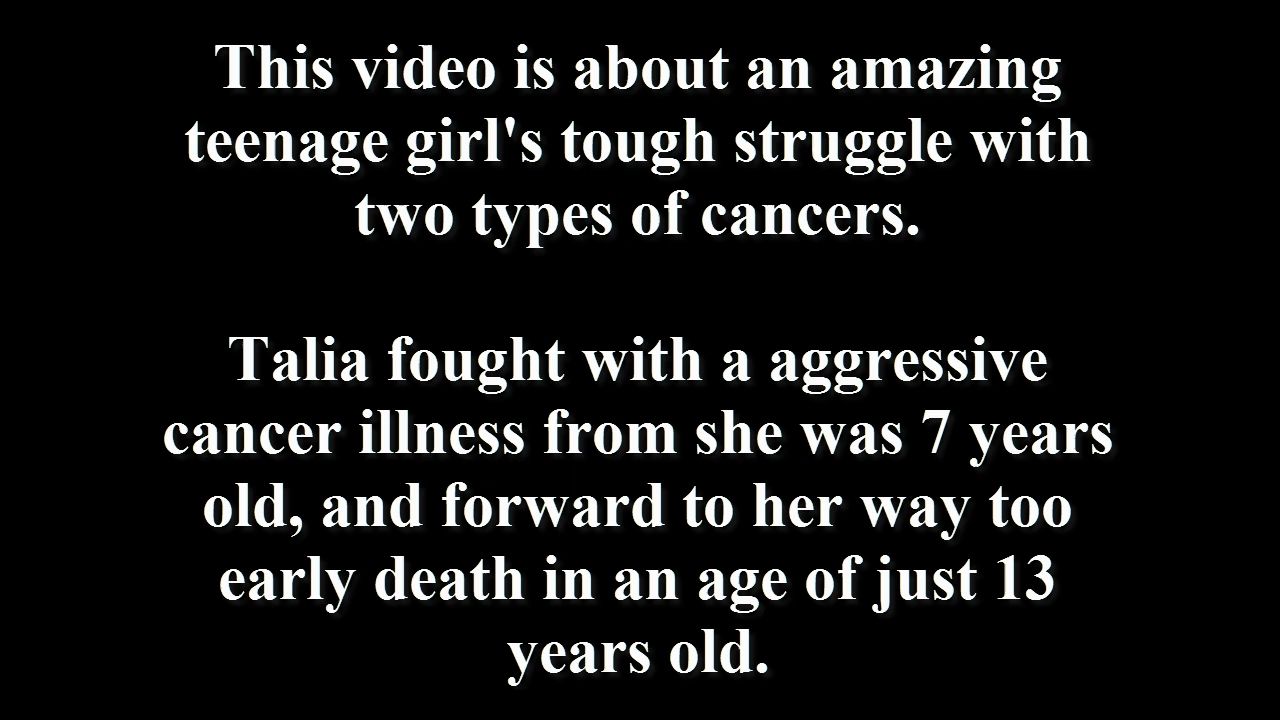 This video is about an amazing
teenage girl's tough struggle with
two types of cancers.
Talia fought with a aggressive
cancer illness from she was 7 years
old, and forward to her way too
early death in an age of just 13
years old.